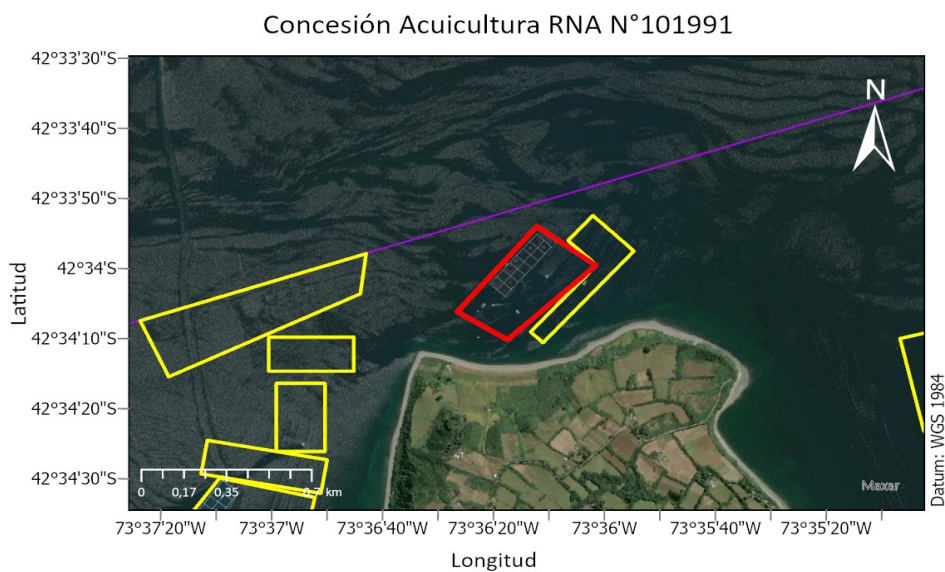 Concesión Acuicultura RNA N°101991
42°33'30"S
42°33'40"S
42°33'50"S
42°34'S
42°34'10"S
42°34'20"S
42°34'30"S
Latitud
N
0 0,17 0,35 0,7 km
Maxar
Datum: WGS 1984
73°37'20"W 73°37'W 73°36'40"W 73°36'20"W 73°36'W 73°35'40"W 73°35'20"W
Longitud